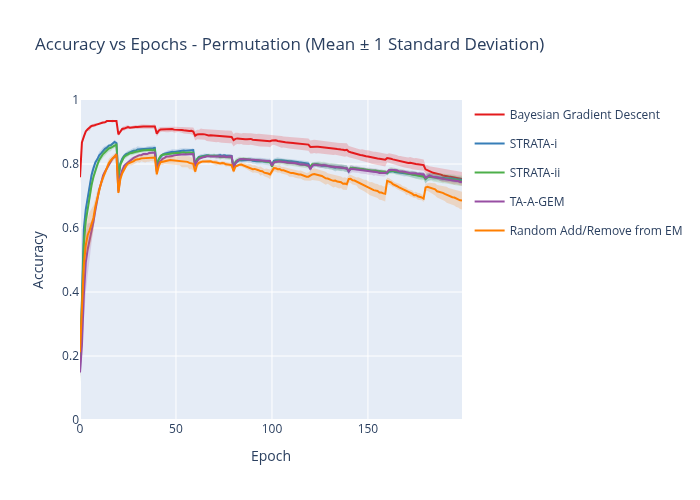 Accuracy vs Epochs - Permutation (Mean ± 1 Standard Deviation)
1
0.8
0.6
0.4
0.2
0
Accuracy
0 50 100 150
Epoch
Bayesian Gradient Descent
STRATA-i
STRATA-ii
TA-A-GEM
Random Add/Remove from EM